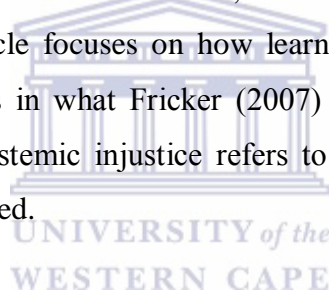 cle focuses on how learn
in what Fricker (2007)
stemic injustice refers to
ed.
UNIVERSITY of the
WESTERN CAPE